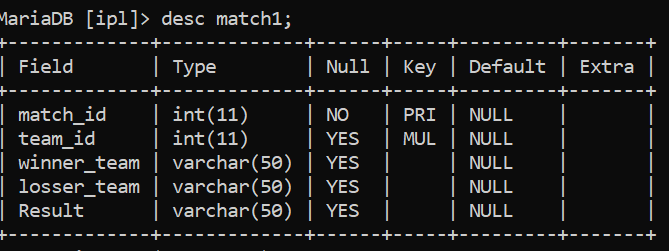 MariaDB [ipl]> desc match1;
+-------------+-------------+------+-----+---------+-------+
| Field       | Type        | Null | Key | Default | Extra |
+-------------+-------------+------+-----+---------+-------+
| match_id    | int(11)     | NO   | PRI | NULL    |       |
| team_id     | int(11)     | YES  | MUL | NULL    |       |
| winner_team | varchar(50) | YES  |     | NULL    |       |
| losser_team | varchar(50) | YES  |     | NULL    |       |
| Result      | varchar(50) | YES  |     | NULL    |       |
+-------------+-------------+------+-----+---------+-------+